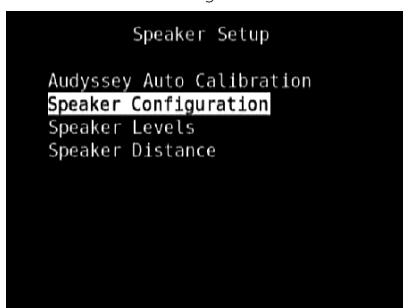 Speaker Setup
Audyssey Auto Calibration
Speaker Configuration
Speaker Levels
Speaker Distance